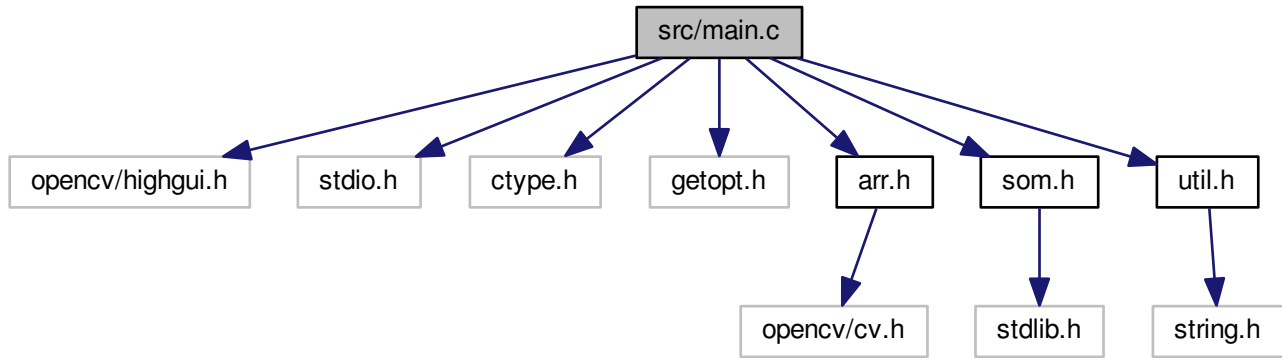 src/main.c
opencv/highgui.h
stdio.h
ctype.h
getopt.h
arr.h
som.h
util.h
opencv/cv.h
stdlib.h
string.h